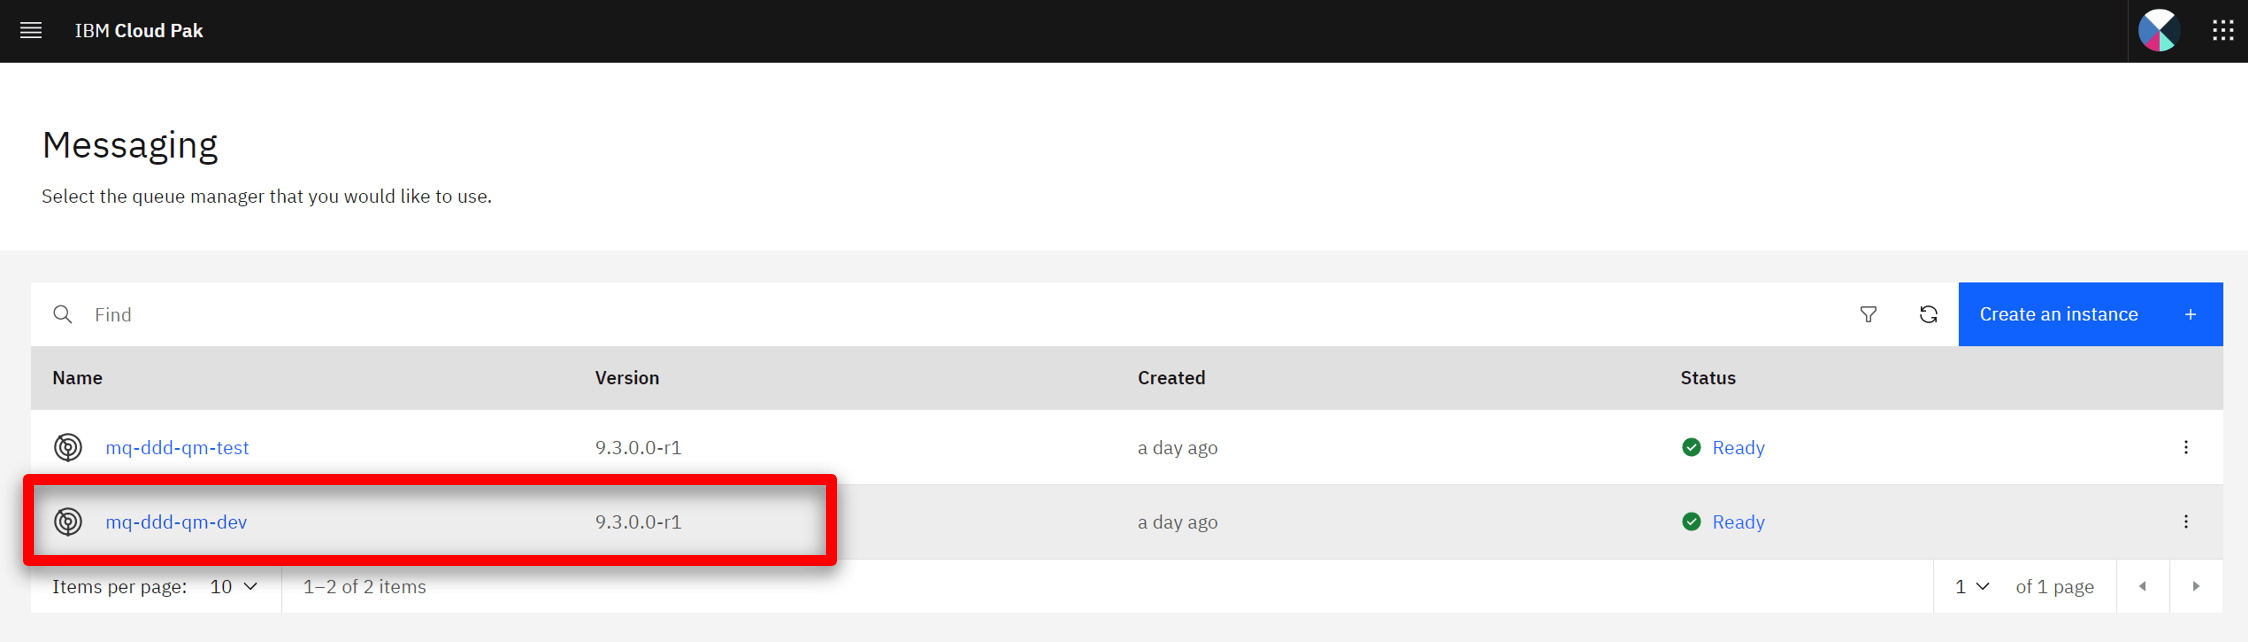 IBM Cloud Pak
Messaging
Select the queue manager that you would like to use.
Find
Create an instance +
Name Version Created Status
mq-ddd-qm-test 9.3.0.0-r1 a day ago Ready
mq-ddd-qm-dev 9.3.0.0-r1 a day ago Ready
Items per page: 10 1–2 of 2 items 1 of 1 page